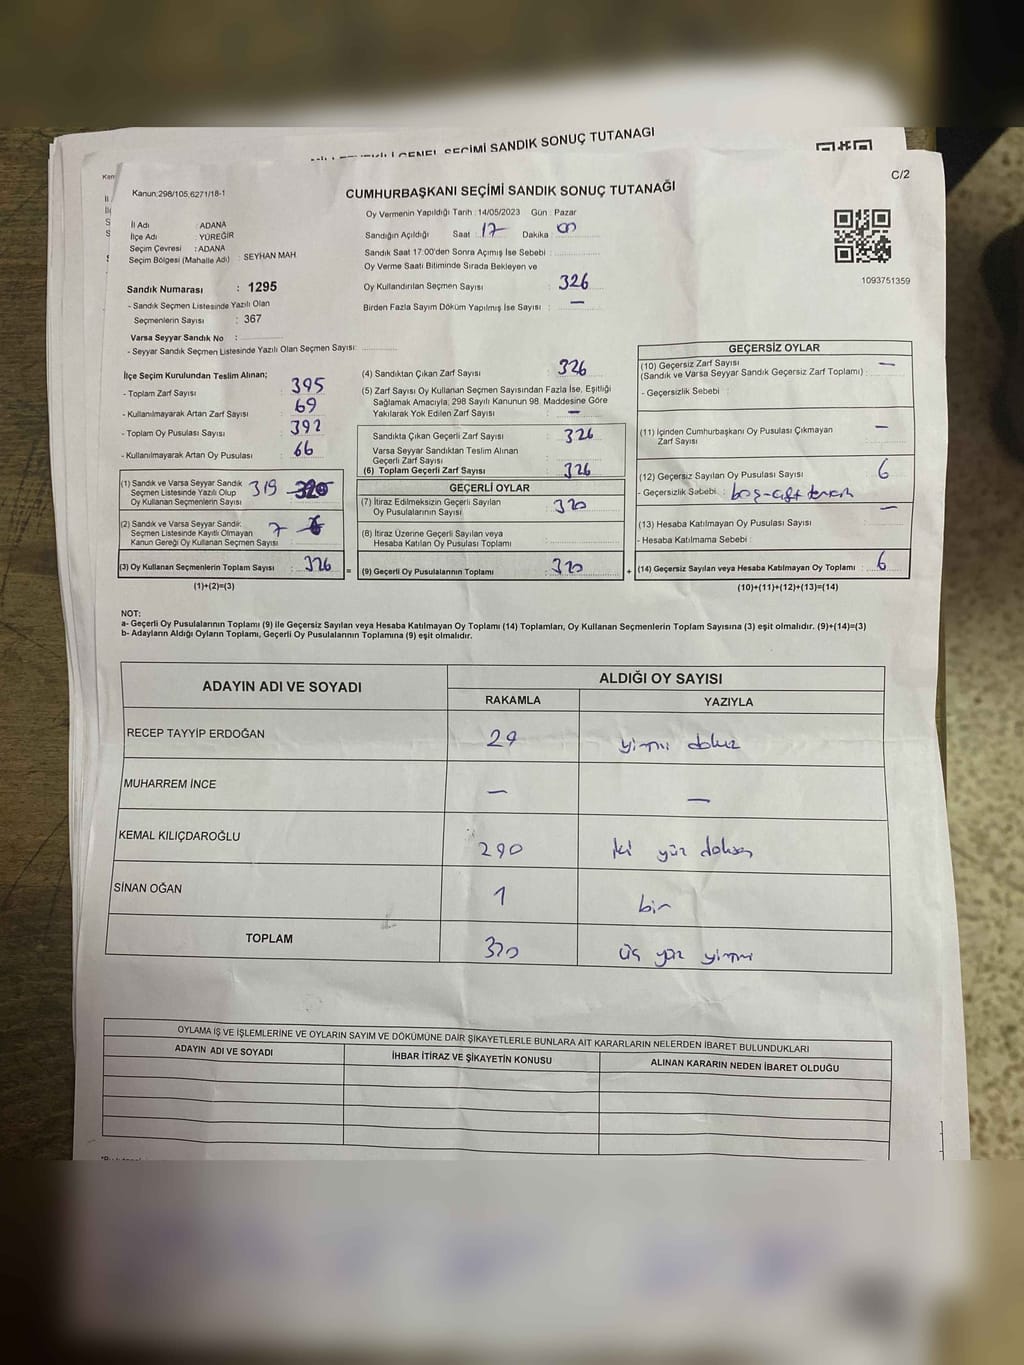 GENEL SEÇİMİ SANDIK SONUÇ TUTANAĞI
C/2
Kanun:298/105,6271/18-1
CUMHURBAŞKANI SEÇİMİ SANDIK SONUÇ TUTANAĞI
Oy Vermenin Yapıldığı Tarih :14/05/2023 Gün : Pazar
İl Adı : ADANA
İlçe Adı : YÜREĞİR
Seçim Çevresi : ADANA
Seçim Bölgesi (Mahalle Adı) : SEYHAN MAH
Sandığın Açıldığı Saat : 17 Dakika : 00
Sandık Saat 17:00'den Sonra Açılmış İse Sebebi :
Oy Verme Saati Bitiminde Sırada Bekleyen ve
Oy Kullandırılan Seçmen Sayısı : 326
Birden Fazla Sayım Döküm Yapılmış İse Sayısı : —
1093751359
Sandık Numarası : 1295
- Sandık Seçmen Listesinde Yazılı Olan
Seçmenlerin Sayısı : 367
Varsa Seyyar Sandık No :
- Seyyar Sandık Seçmen Listesinde Yazılı Olan Seçmen Sayısı:
İlçe Seçim Kurulundan Teslim Alınan;
- Toplam Zarf Sayısı : 395
- Kullanılmayarak Artan Zarf Sayısı : 69
- Toplam Oy Pusulası Sayısı : 392
- Kullanılmayarak Artan Oy Pusulası : 66
(1) Sandık ve Varsa Seyyar Sandık
Seçmen Listesinde Yazılı Olup
Oy Kullanan Seçmenlerin Sayısı 319 320
(2) Sandık ve Varsa Seyyar Sandık
Seçmen Listesinde Kayıtlı Olmayan
Kanun Gereği Oy Kullanan Seçmen Sayısı 7
(3) Oy Kullanan Seçmenlerin Toplam Sayısı : 326
(1)+(2)=(3)
(4) Sandıktan Çıkan Zarf Sayısı : 326
(5) Zarf Sayısı Oy Kullanan Seçmen Sayısından Fazla İse, Eşitliği
Sağlamak Amacıyla, 298 Sayılı Kanunun 98. Maddesine Göre
Yakılarak Yok Edilen Zarf Sayısı : —
Sandıkta Çıkan Geçerli Zarf Sayısı : 326
Varsa Seyyar Sandıktan Teslim Alınan
Geçerli Zarf Sayısı :
(6) Toplam Geçerli Zarf Sayısı : 326
GEÇERLİ OYLAR
(7) İtiraz Edilmeksizin Geçerli Sayılan
Oy Pusulalarının Sayısı : 320
(8) İtiraz Üzerine Geçerli Sayılan veya
Hesaba Katılan Oy Pusulası Toplamı :
= (9) Geçerli Oy Pusulalarının Toplamı : 320 +
GEÇERSİZ OYLAR
(10) Geçersiz Zarf Sayısı
(Sandık ve Varsa Seyyar Sandık Geçersiz Zarf Toplamı) : —
- Geçersizlik Sebebi :
(11) İçinden Cumhurbaşkanı Oy Pusulası Çıkmayan
Zarf Sayısı : —
(12) Geçersiz Sayılan Oy Pusulası Sayısı : 6
- Geçersizlik Sebebi : boş-çift tercih
(13) Hesaba Katılmayan Oy Pusulası Sayısı : —
- Hesaba Katılmama Sebebi :
(14) Geçersiz Sayılan veya Hesaba Katılmayan Oy Toplamı : 6
(10)+(11)+(12)+(13)=(14)
NOT:
a- Geçerli Oy Pusulalarının Toplamı (9) ile Geçersiz Sayılan veya Hesaba Katılmayan Oy Toplamı (14) Toplamları, Oy Kullanan Seçmenlerin Toplam Sayısına (3) eşit olmalıdır. (9)+(14)=(3)
b- Adayların Aldığı Oyların Toplamı, Geçerli Oy Pusulalarının Toplamına (9) eşit olmalıdır.
ADAYIN ADI VE SOYADI
ALDIĞI OY SAYISI
RAKAMLA YAZIYLA
RECEP TAYYİP ERDOĞAN 29 yirmi dokuz
MUHARREM İNCE — —
KEMAL KILIÇDAROĞLU 290 iki yüz doksan
SİNAN OĞAN 1 bir
TOPLAM 320 üç yüz yirmi
OYLAMA İŞ VE İŞLEMLERİNE VE OYLARIN SAYIM VE DÖKÜMÜNE DAİR ŞİKAYETLERLE BUNLARA AİT KARARLARIN NELERDEN İBARET BULUNDUKLARI
ADAYIN ADI VE SOYADI İHBAR İTİRAZ VE ŞİKAYETİN KONUSU ALINAN KARARIN NEDEN İBARET OLDUĞU